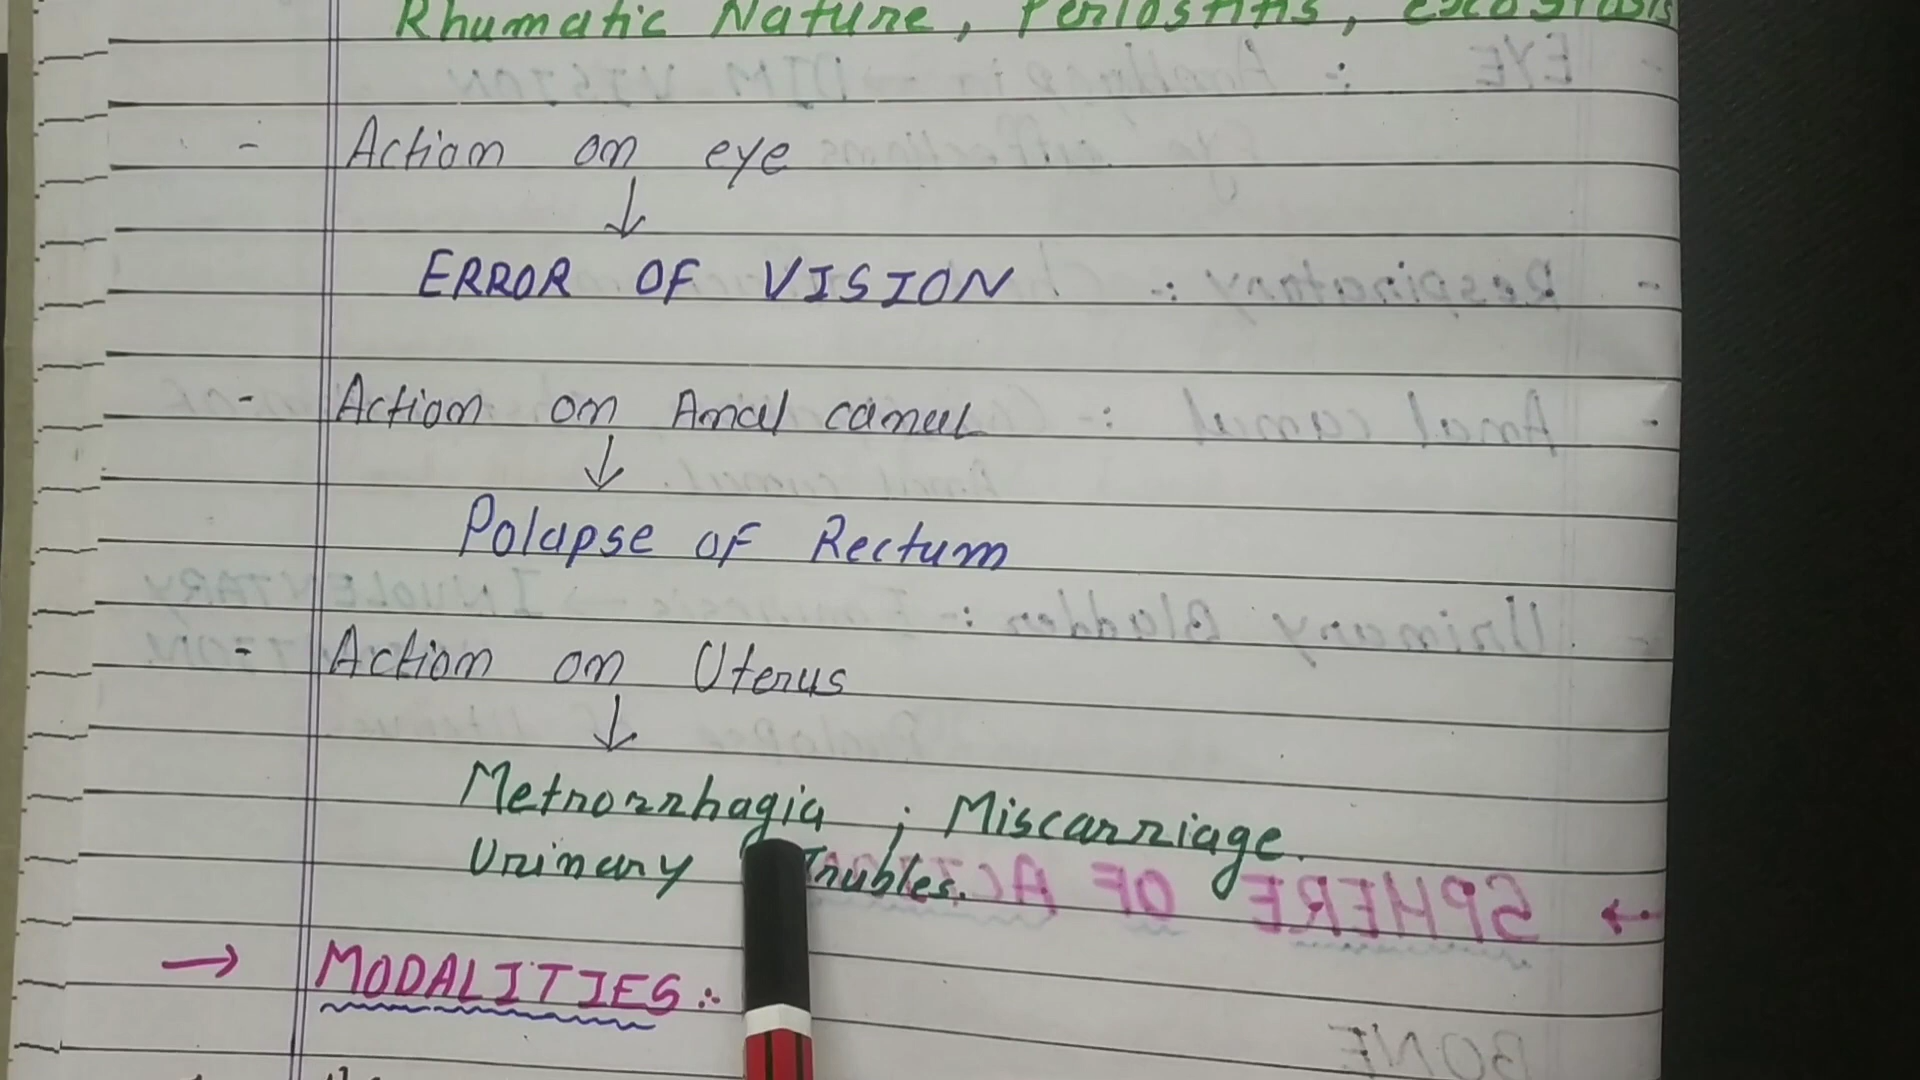 Rhumatic Nature, Periostitis,
- Action on eye
↓
ERROR OF VISION
- Action on Anal canal
↓
Polapse of Rectum
- Action on Uterus
↓
Metrorrhagia ; Miscarriage.
Urinary Trubles.
→ MODALITIES :-